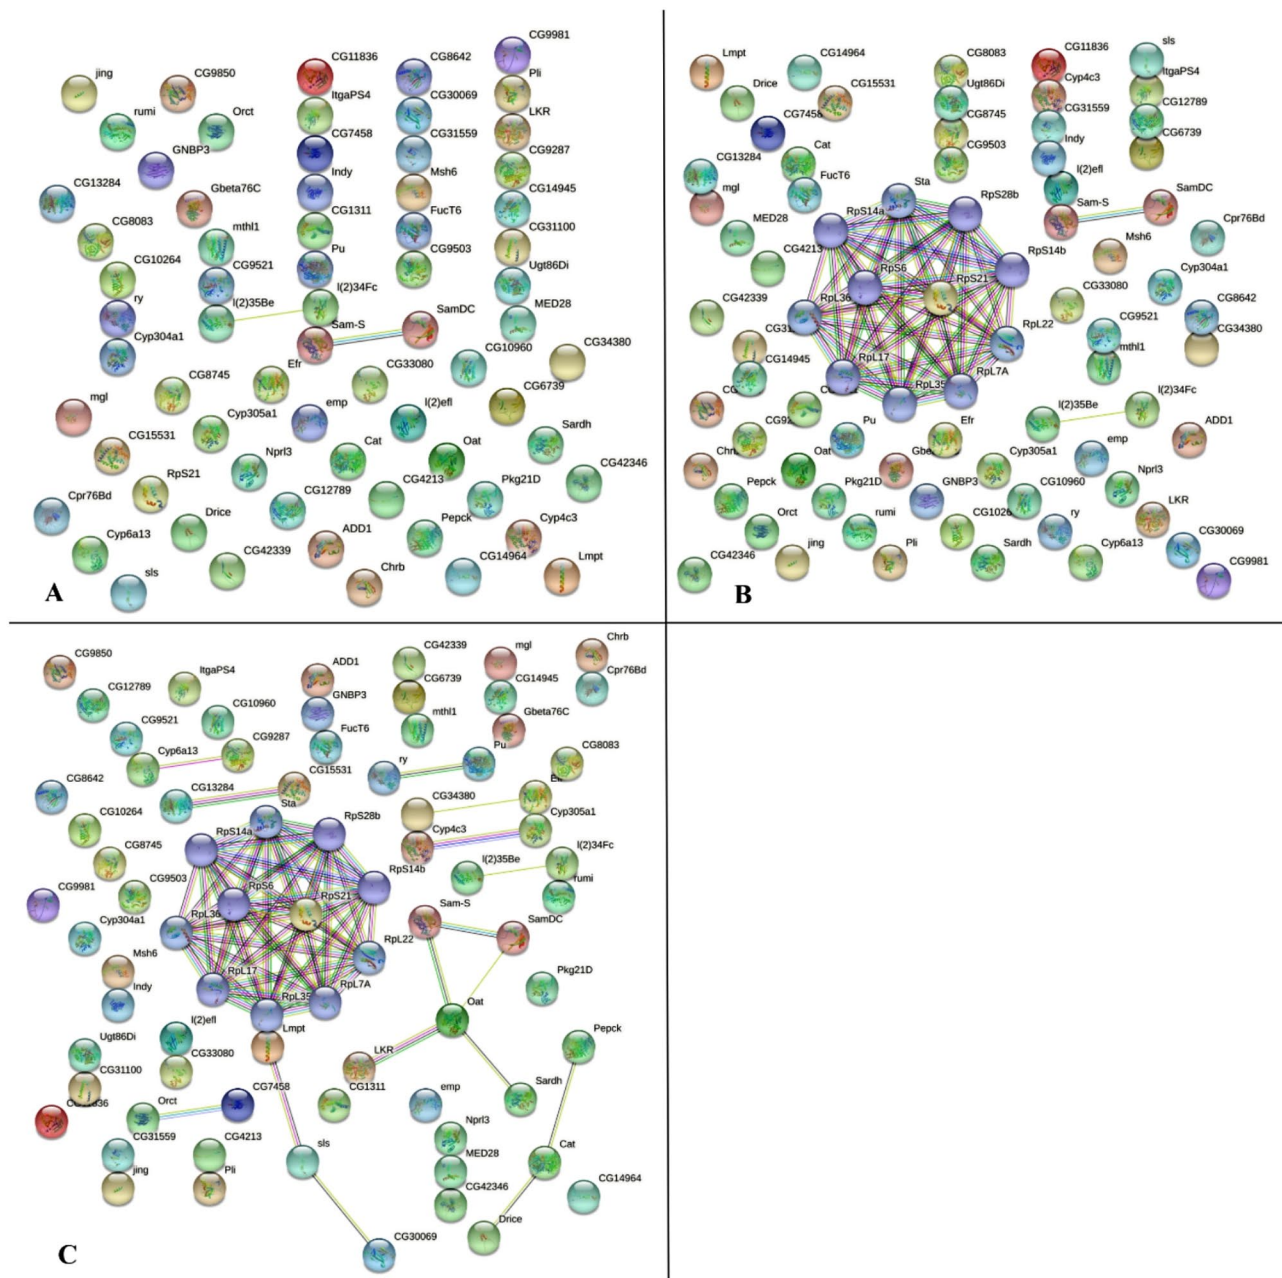 jing
CG9850
rumi
Orct
GNBP3
CG13284
Gbeta76C
CG8083
mthl1
CG10264
CG9521
ry
l(2)35Be
Cyp304a1
CG11836
ItgaPS4
CG7458
Indy
CG1311
Pu
l(2)34Fc
Sam-S
CG8642
CG30069
CG31559
Msh6
FucT6
CG9503
SamDC
CG9981
Pli
LKR
CG9287
CG14945
CG31100
Ugt86Di
MED28
CG34380
CG10960
CG33080
Efr
CG8745
CG6739
mgl
Cyp305a1
emp
l(2)efl
Sardh
CG15531
Nprl3
Cat
Oat
CG42346
RpS21
CG12789
CG4213
Pkg21D
Cpr76Bd
Drice
ADD1
Pepck
Cyp4c3
Cyp6a13
CG42339
Chrb
CG14964
Lmpt
sls
A
Lmpt
CG14964
Drice
CG15531
CG7458
Cat
CG13284
FucT6
mgl
MED28
CG4213
CG42339
CG31
CG14945
CG8083
Ugt86Di
CG8745
CG9503
CG11836
Cyp4c3
CG31559
Indy
l(2)efl
Sam-S
SamDC
sls
ItgaPS4
CG12789
CG6739
Sta
RpS28b
RpS14a
RpS14b
RpS6
RpS21
RpL36
RpL22
RpL17
RpL7A
RpL35
Msh6
Cpr76Bd
Cyp304a1
CG33080
CG8642
CG9521
CG34380
mthl1
l(2)35Be
l(2)34Fc
ADD1
CG
CG92
Pu
Efr
emp
Oat
Gbe
Cyp305a1
Nprl3
Pepck
Pkg21D
GNBP3
CG10960
LKR
Orct
rumi
CG1026
ry
CG30069
CG42346
jing
Pli
Sardh
Cyp6a13
CG9981
B
CG9850
CG12789
ItgaPS4
CG9521
CG10960
Cyp6a13
CG9287
CG8642
CG13284
CG15531
CG10264
CG8745
CG9981
CG9503
Cyp304a1
ADD1
GNBP3
FucT6
CG42339
CG6739
mthl1
mgl
CG14945
Gbeta76C
Chrb
Cpr76Bd
ry
Pu
CG8083
CG34380
Cyp4c3
Cyp305a1
l(2)35Be
l(2)34Fc
rumi
Sta
RpS28b
RpS14a
RpS14b
RpS6
RpS21
RpL36
RpL22
RpL17
RpL7A
RpL35
Lmpt
Sam-S
SamDC
Msh6
Indy
Pkg21D
Oat
Ugt86Di
l(2)efl
CG31100
CG33080
LKR
Pepck
CG1311
Sardh
Orct
CG7458
emp
CG31559
CG4213
sls
Nprl3
MED28
CG42346
Cat
jing
Pli
CG14964
Drice
CG30069
C